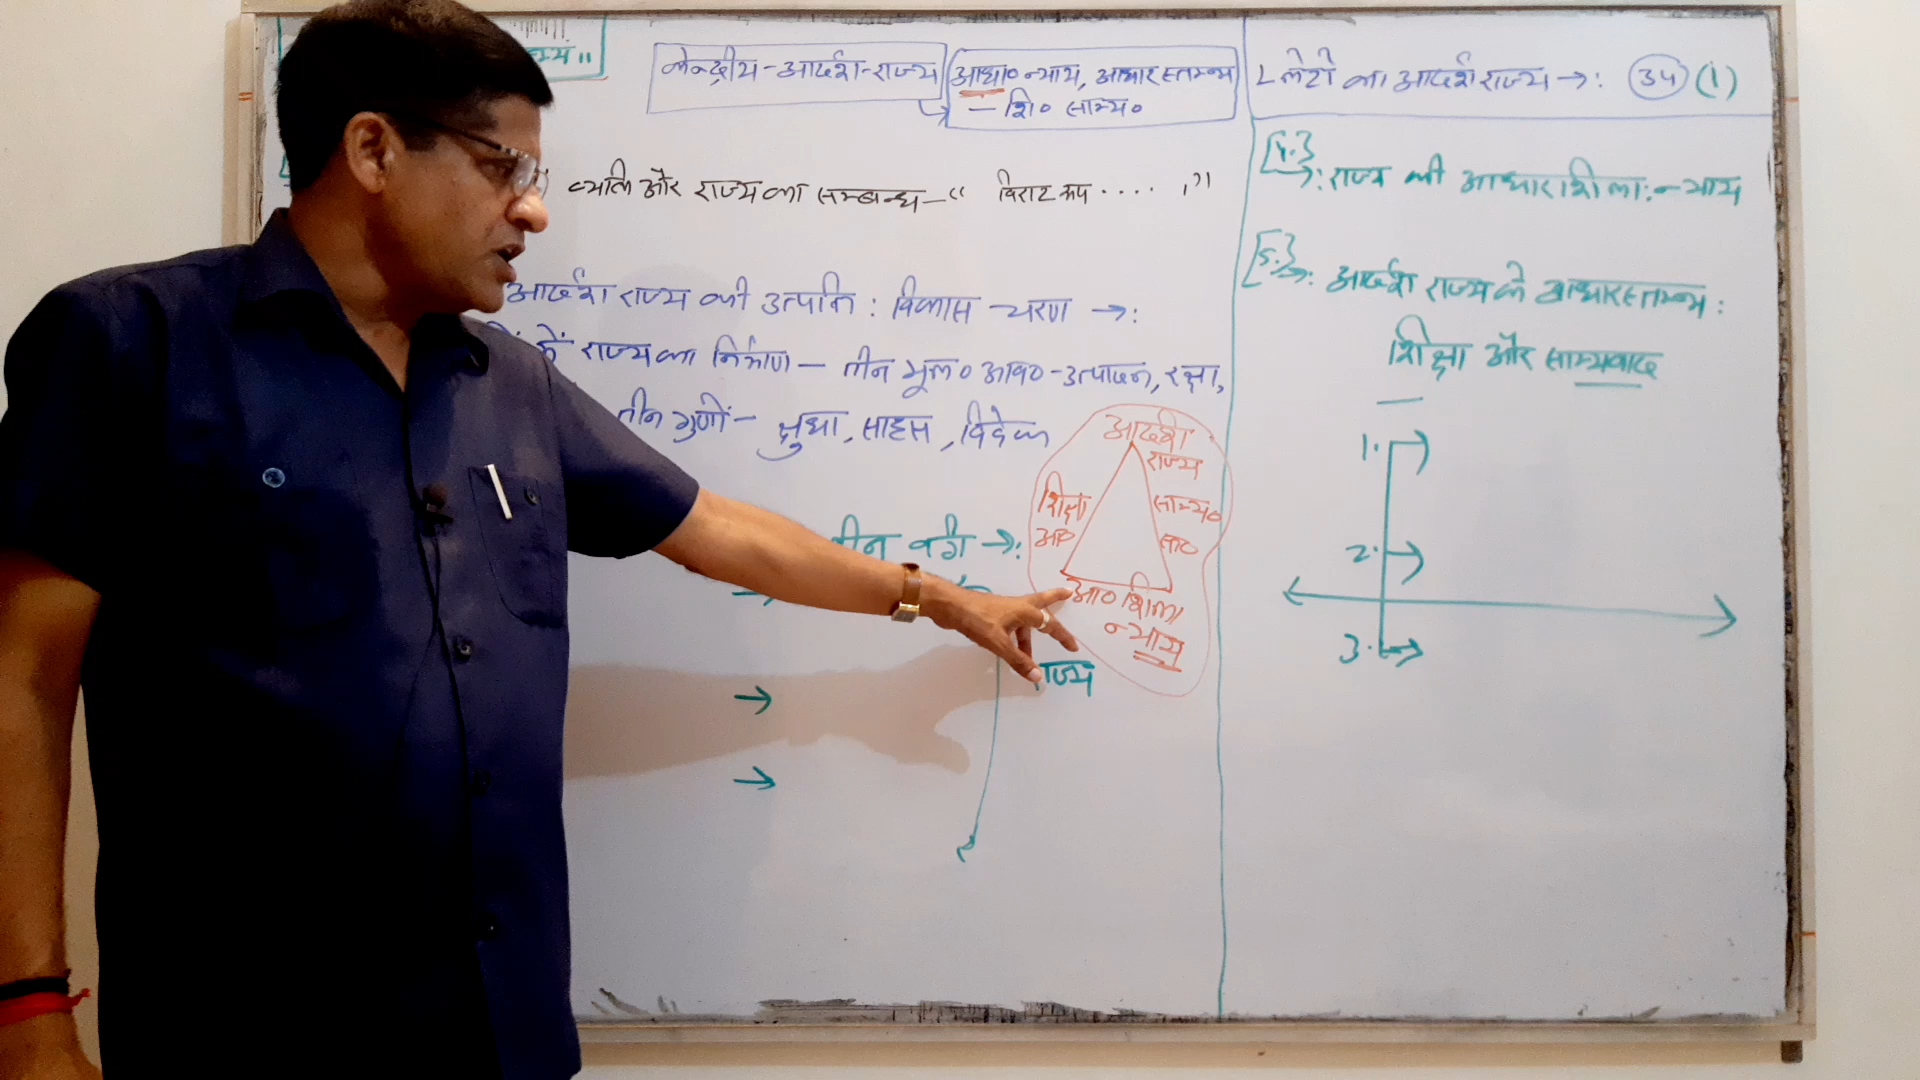 केन्द्रीय-आदर्श-राज्य
आधा० न्याय, आधार स्तम्भ
— शि० साम्य०
व्यक्ति और राज्य का सम्बन्ध - “ विराट रूप .... ”
आदर्श राज्य की उत्पत्ति : विकास चरण →:
में राज्य का निर्माण - तीन मूल० आव० - उत्पादन, रक्षा,
तीन गुणों - क्षुधा, साहस, विवेक
तीन वर्ग →:
→
→
→
राज्य
आदर्श
राज्य
शिक्षा
आ०
साम्य०
आ० शिला
न्याय
प्लेटो का आदर्श राज्य →: 34 (1)
[4.]
→: राज्य की आधारशिला: न्याय
[5.]
→: आदर्श राज्य के आधारस्तम्भ :
शिक्षा और साम्यवाद
1.
2.
3.